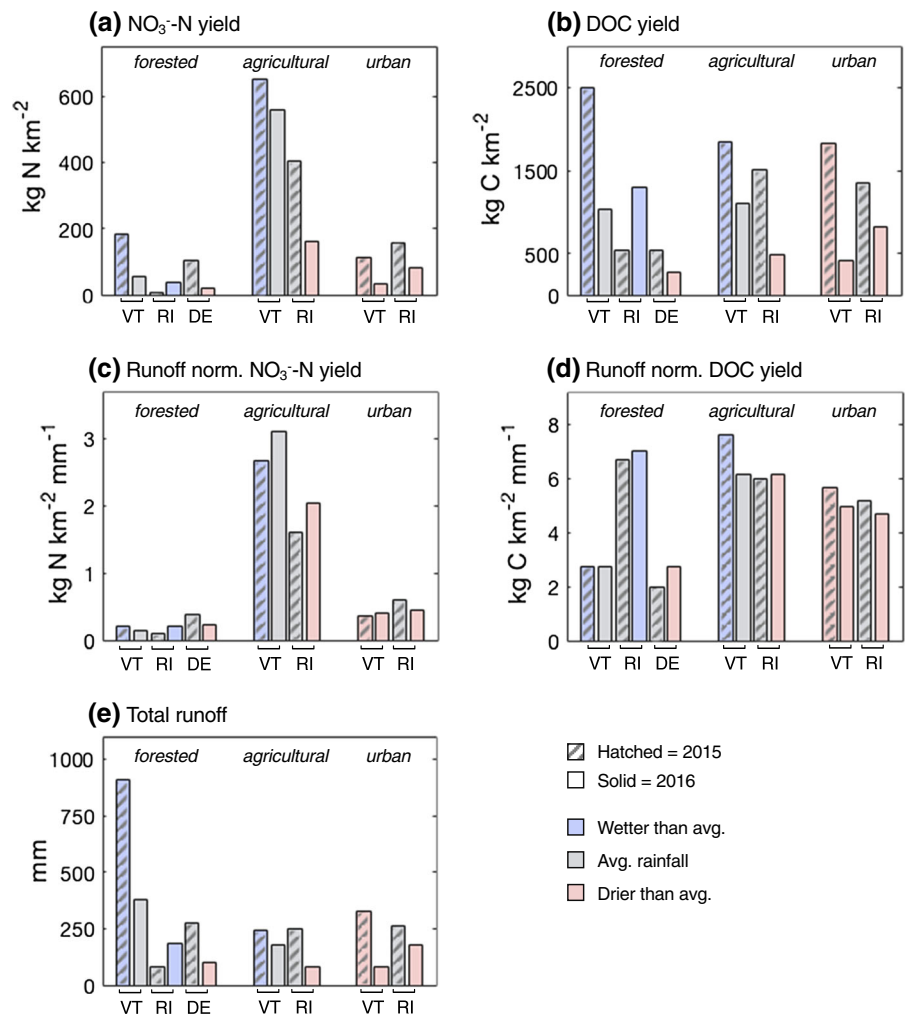 (a) NO₃⁻-N yield
forested agricultural urban
kg N km⁻²
600
400
200
0
VT RI DE VT RI VT RI
(b) DOC yield
forested agricultural urban
kg C km⁻²
2500
1500
500
0
VT RI DE VT RI VT RI
(c) Runoff norm. NO₃⁻-N yield
forested agricultural urban
kg N km⁻² mm⁻¹
3
2
1
0
VT RI DE VT RI VT RI
(d) Runoff norm. DOC yield
forested agricultural urban
kg C km⁻² mm⁻¹
8
6
4
2
0
VT RI DE VT RI VT RI
(e) Total runoff
forested agricultural urban
mm
1000
750
500
250
0
VT RI DE VT RI VT RI
Hatched = 2015
Solid = 2016
Wetter than avg.
Avg. rainfall
Drier than avg.